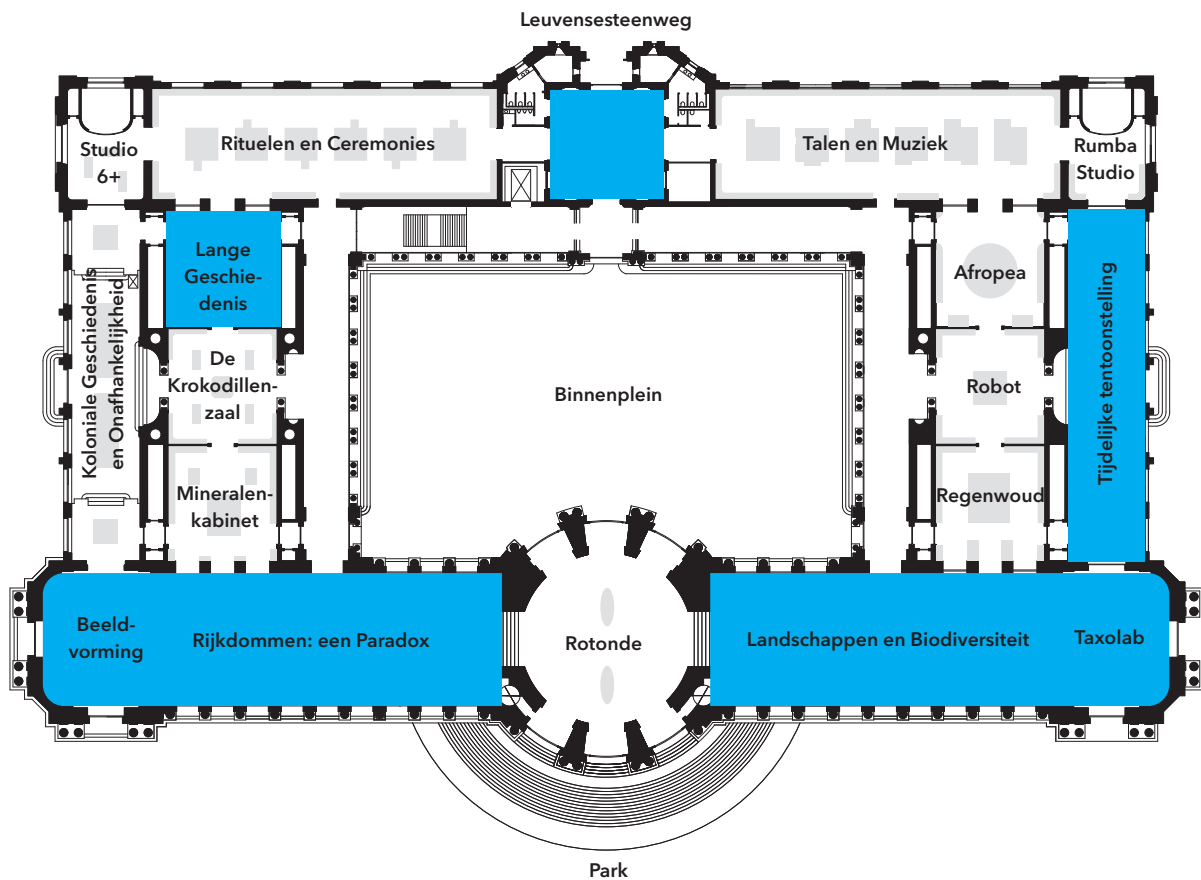 Leuvensesteenweg
Studio
6+
Rituelen en Ceremonies
Talen en Muziek
Rumba
Studio
Lange
Geschie-
denis
Koloniale Geschiedenis
en Onafhankelijkheid
De
Krokodillen-
zaal
Mineralen-
kabinet
Binnenplein
Afropea
Robot
Regenwoud
Tijdelijke tentoonstelling
Beeld-
vorming
Rijkdommen: een Paradox
Rotonde
Landschappen en Biodiversiteit
Taxolab
Park